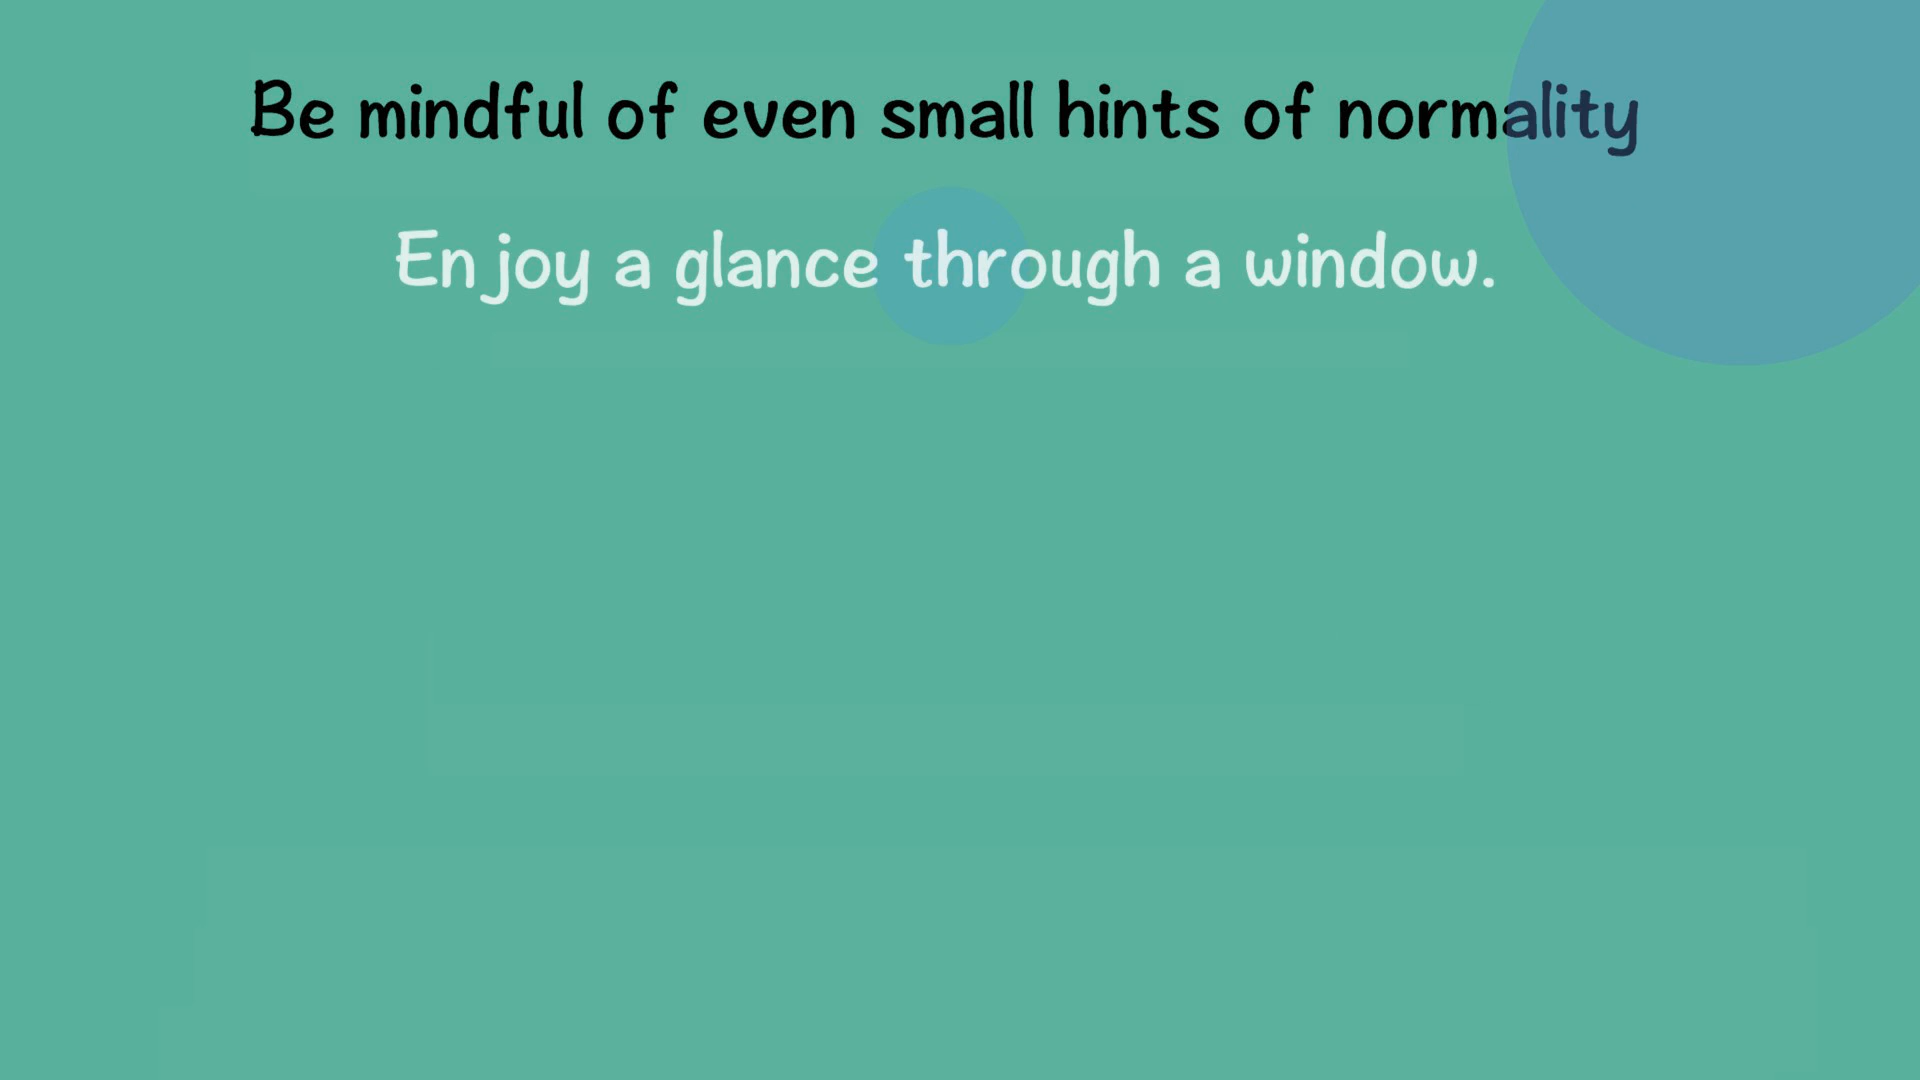 Be mindful of even small hints of normality
Enjoy a glance through a window.